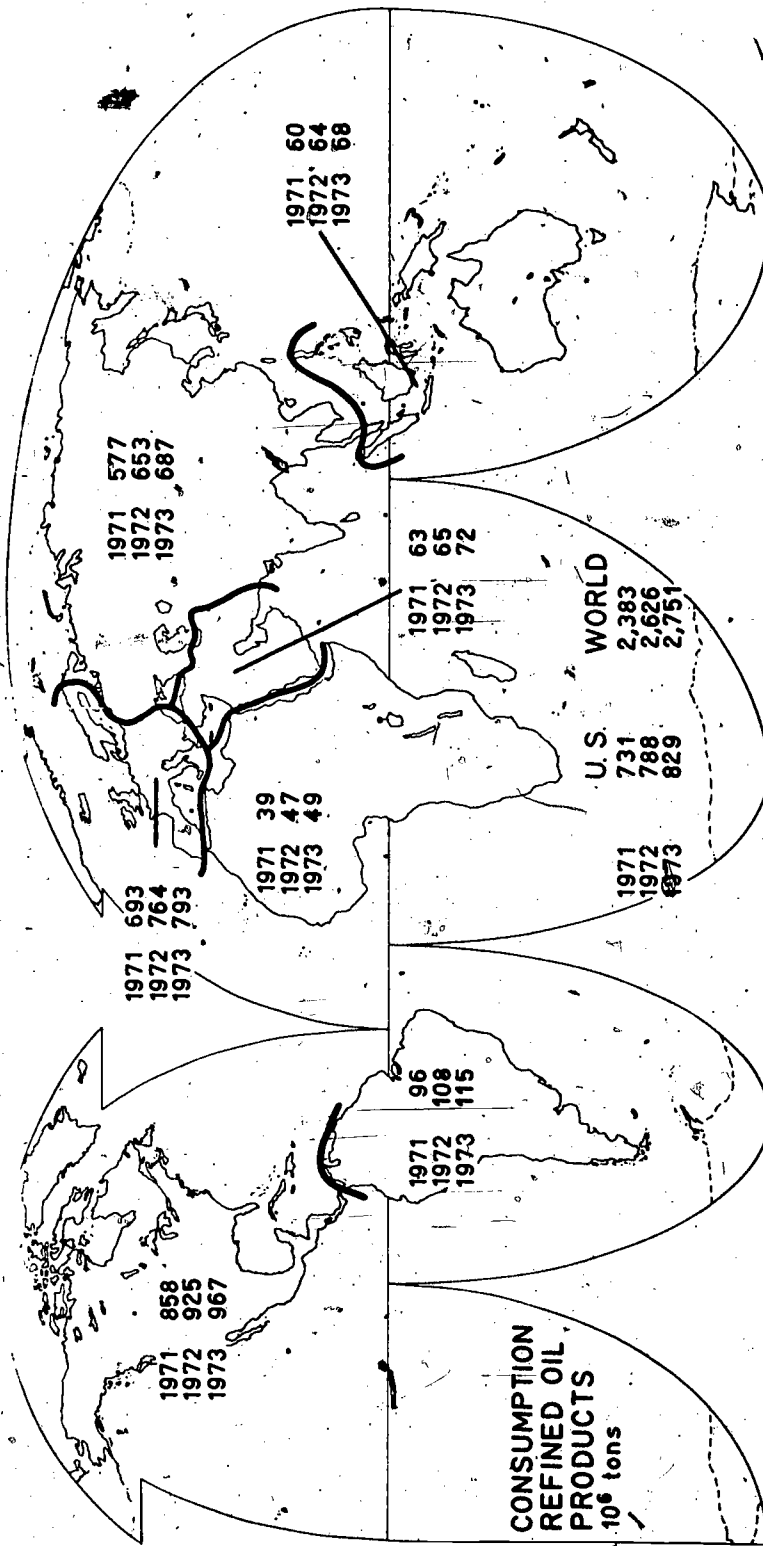 1971 858
1972 925
1973 967
1971 693
1972 764
1973 793
1971 577
1972 653
1973 687
1971 60
1972 64
1973 68
1971 39
1972 47
1973 49
1971 63
1972 65
1973 72
1971 96
1972 108
1973 115
CONSUMPTION
REFINED OIL
PRODUCTS
10⁶ tons
U.S. WORLD
1971 731 2,383
1972 788 2,626
1973 829 2,751